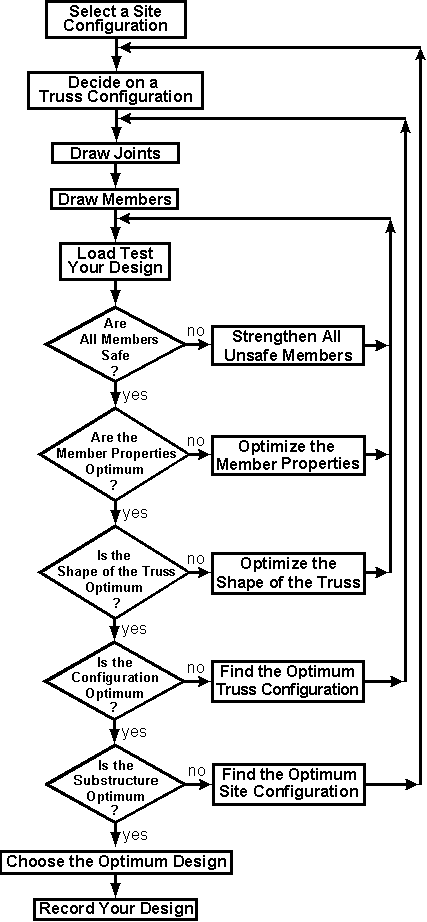 Select a Site
Configuration
Decide on a
Truss Configuration
Draw Joints
Draw Members
Load Test
Your Design
Are
All Members
Safe
?
no
Strengthen All
Unsafe Members
yes
Are the
Member Properties
Optimum
?
no
Optimize the
Member Properties
yes
Is the
Shape of the Truss
Optimum
?
no
Optimize the
Shape of the Truss
yes
Is the
Configuration
Optimum
?
no
Find the Optimum
Truss Configuration
yes
Is the
Substructure
Optimum
?
no
Find the Optimum
Site Configuration
yes
Choose the Optimum Design
Record Your Design